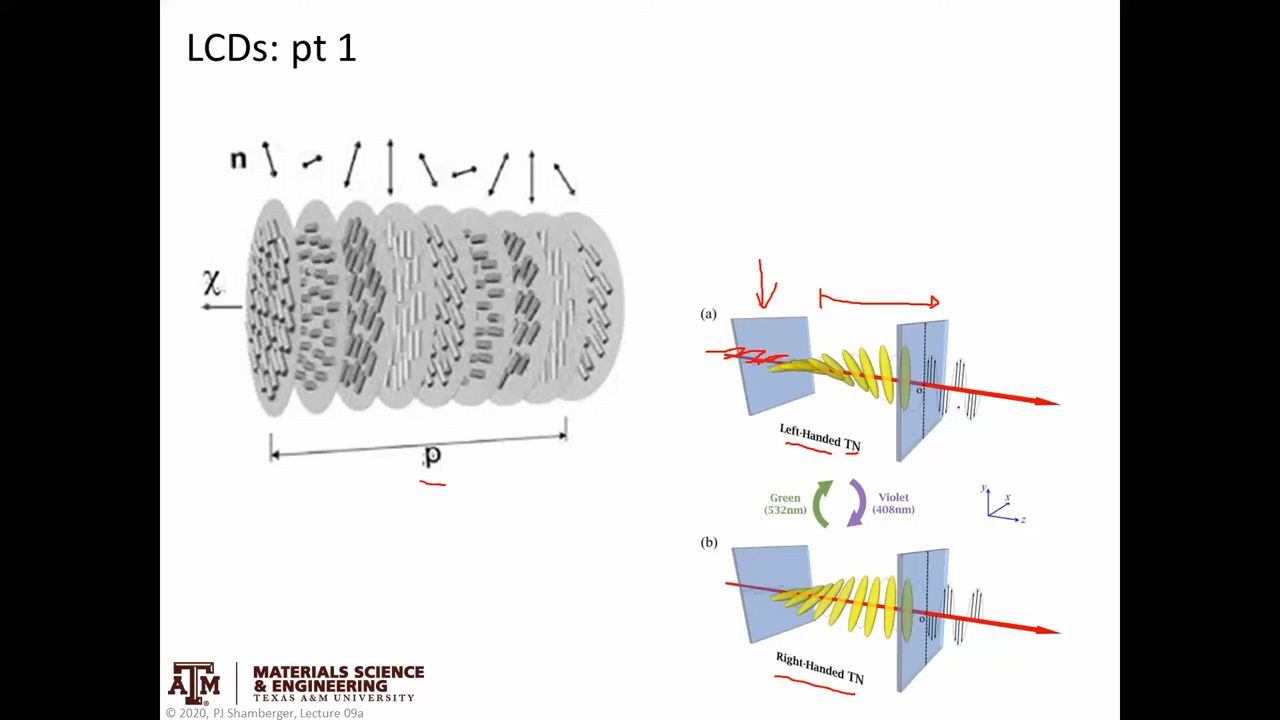 LCDs: pt 1
n
χ
p
(a)
o
Left-Handed TN
Green
(532nm)
Violet
(408nm)
y
x
z
(b)
o
Right-Handed TN
ATM
MATERIALS SCIENCE
& ENGINEERING
TEXAS A&M UNIVERSITY
© 2020, PJ Shamberger, Lecture 09a